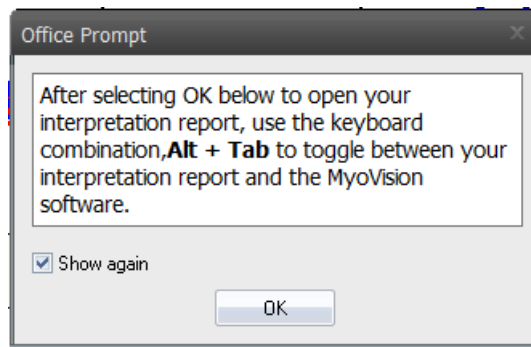 Office Prompt
After selecting OK below to open your
interpretation report, use the keyboard
combination,Alt + Tab to toggle between your
interpretation report and the MyoVision
software.
Show again
OK